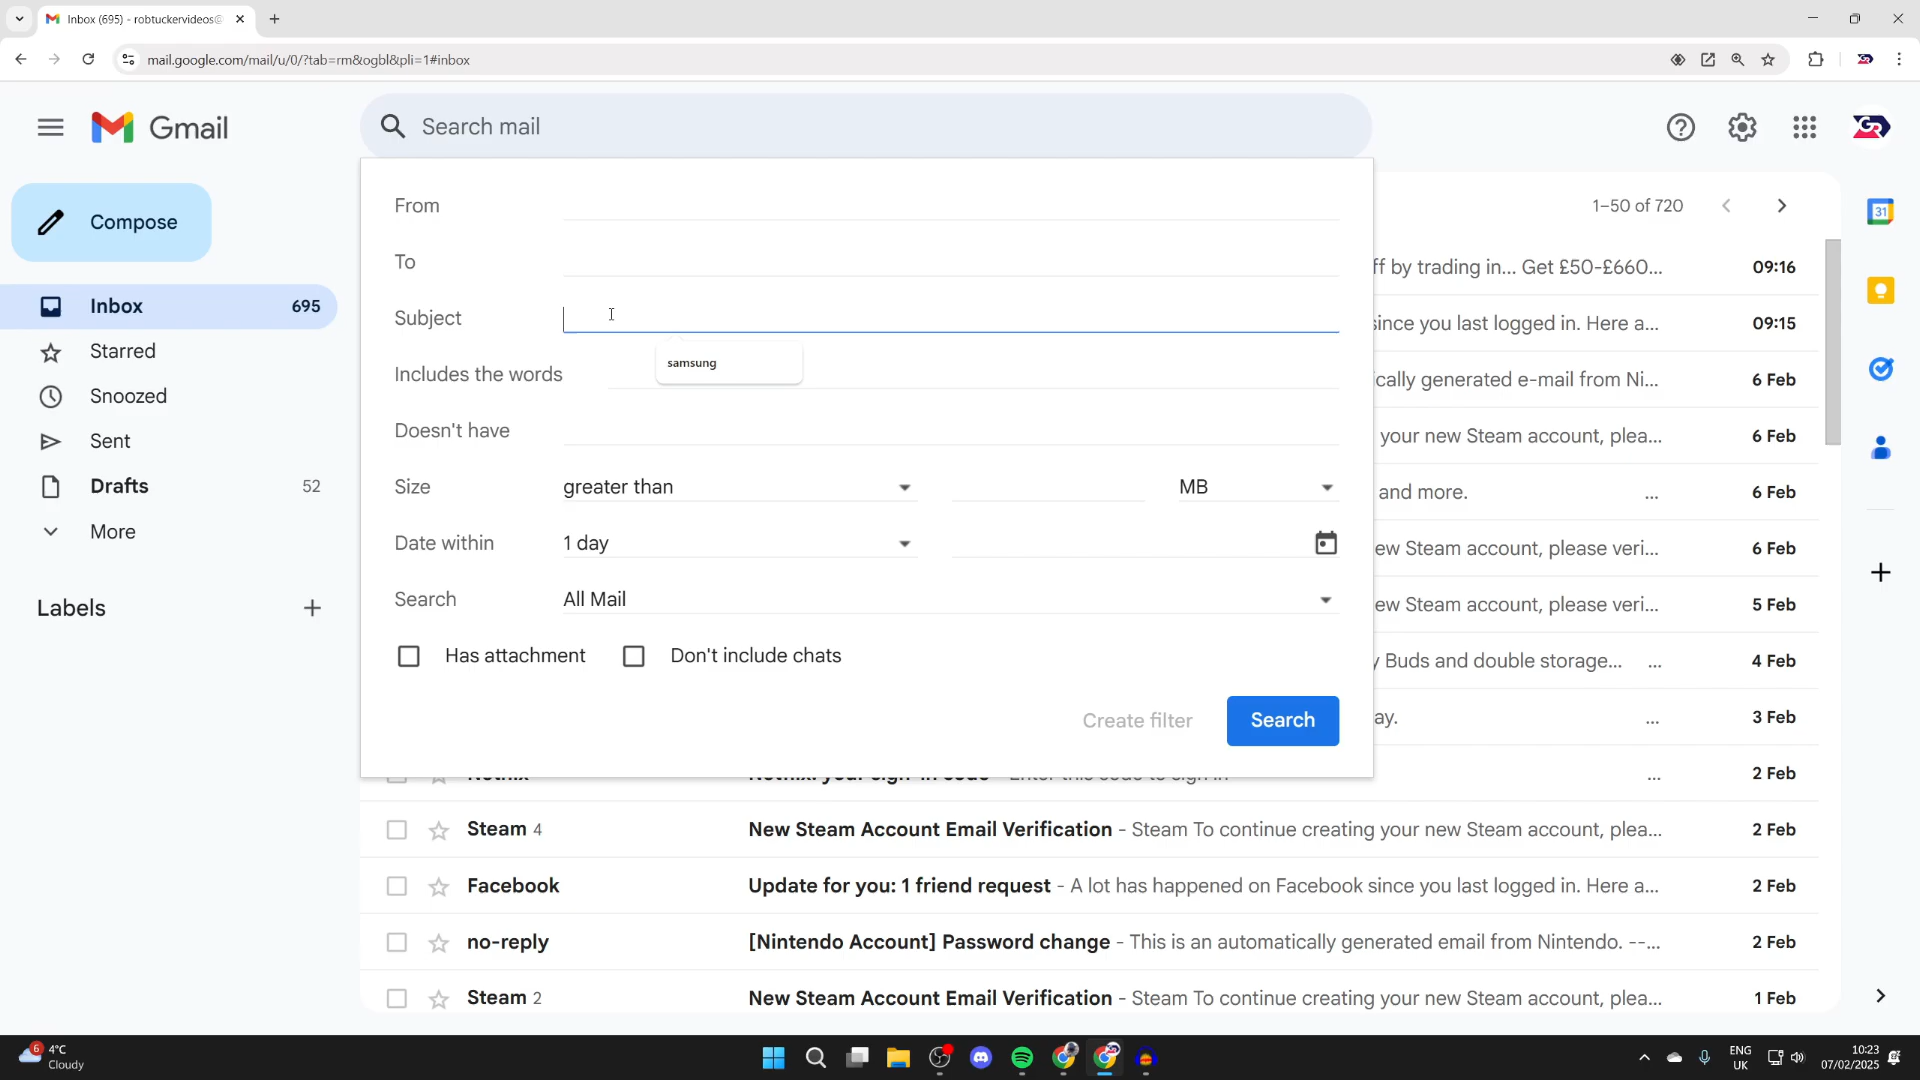 Inbox (695) - robtuckervideos@
mail.google.com/mail/u/0/?tab=rm&ogbl&pli=1#inbox
Gmail
Search mail
Compose
Inbox 695
Starred
Snoozed
Sent
Drafts 52
More
Labels
From
To
Subject
samsung
Includes the words
Doesn't have
Size greater than MB
Date within 1 day
Search All Mail
Has attachment Don't include chats
Create filter Search
1–50 of 720
ff by trading in... Get £50-£660... 09:16
since you last logged in. Here a... 09:15
ically generated e-mail from Ni... 6 Feb
your new Steam account, plea... 6 Feb
and more. ... 6 Feb
ew Steam account, please veri... 6 Feb
ew Steam account, please veri... 5 Feb
y Buds and double storage... ... 4 Feb
ay. ... 3 Feb
... 2 Feb
Steam 4 New Steam Account Email Verification - Steam To continue creating your new Steam account, plea... 2 Feb
Facebook Update for you: 1 friend request - A lot has happened on Facebook since you last logged in. Here a... 2 Feb
no-reply [Nintendo Account] Password change - This is an automatically generated email from Nintendo. --... 2 Feb
Steam 2 New Steam Account Email Verification - Steam To continue creating your new Steam account, plea... 1 Feb
31
6
4°C
Cloudy
ENG
UK
10:23
07/02/2025